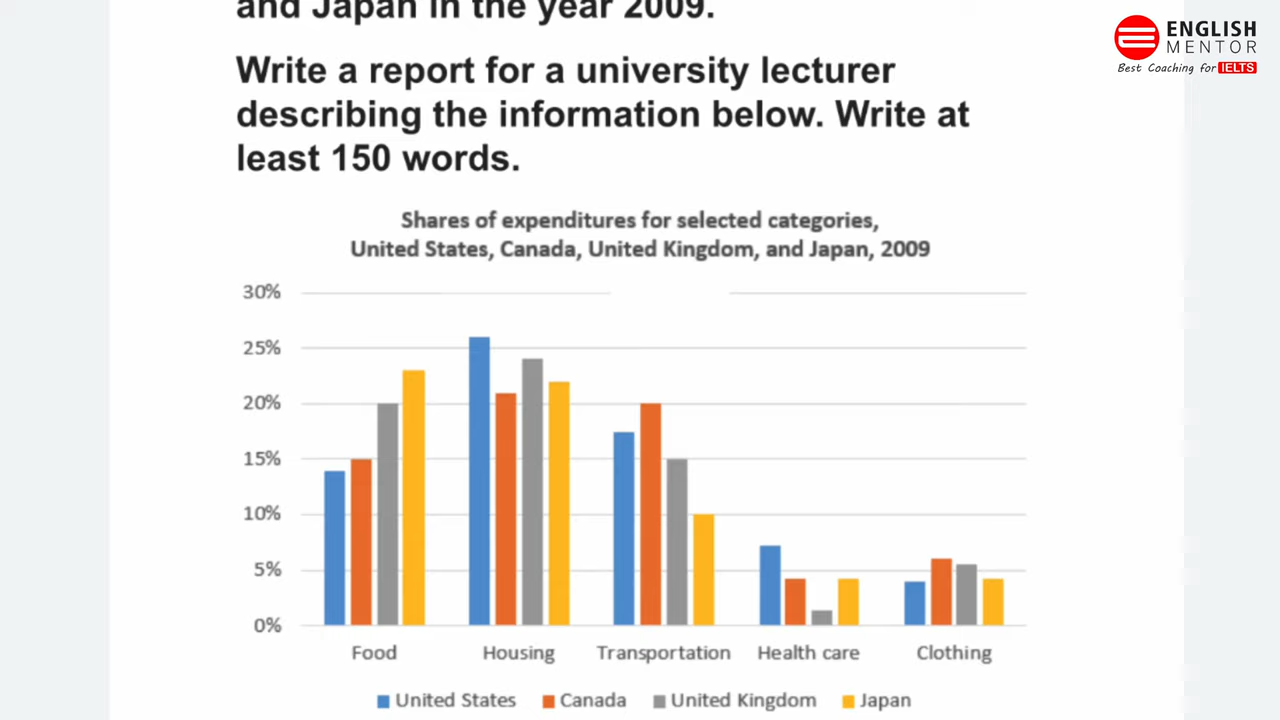 and Japan in the year 2009.
ENGLISH
MENTOR
Best Coaching for IELTS
Write a report for a university lecturer
describing the information below. Write at
least 150 words.
Shares of expenditures for selected categories,
United States, Canada, United Kingdom, and Japan, 2009
30%
25%
20%
15%
10%
5%
0%
Food Housing Transportation Health care Clothing
United States Canada United Kingdom Japan